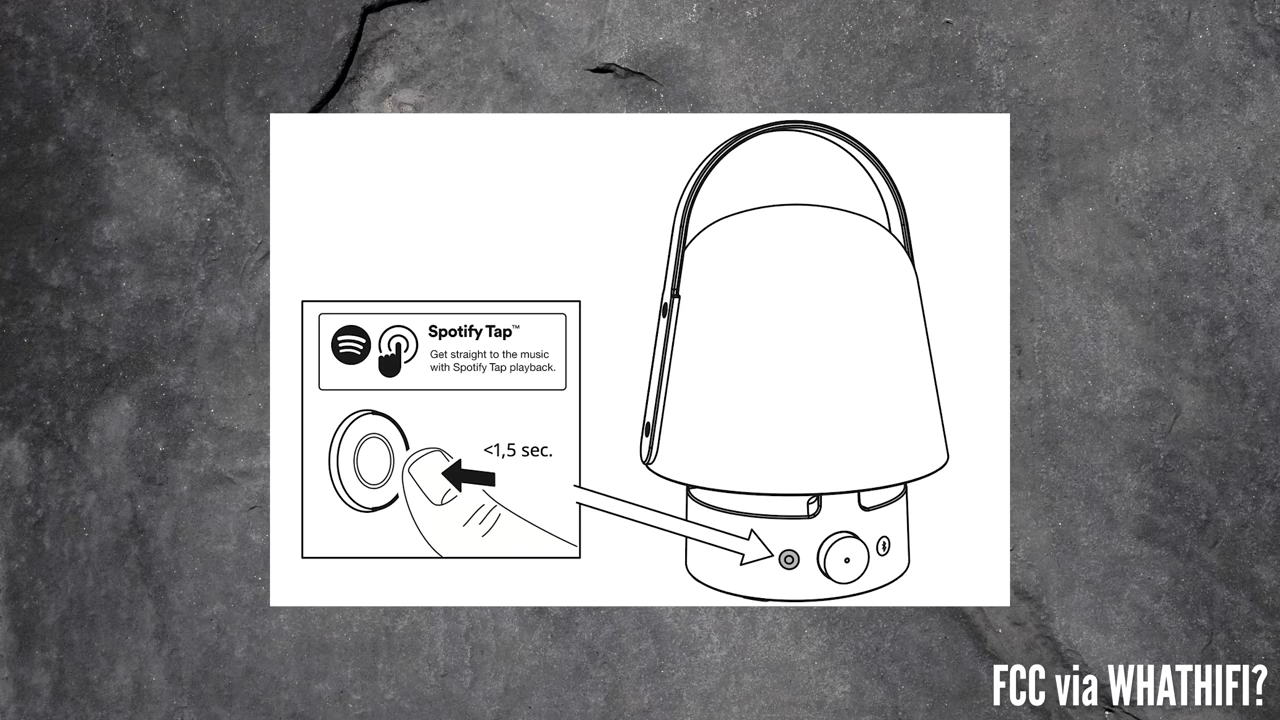 Spotify Tap™
Get straight to the music
with Spotify Tap playback.
<1,5 sec.
FCC via WHATHIFI?